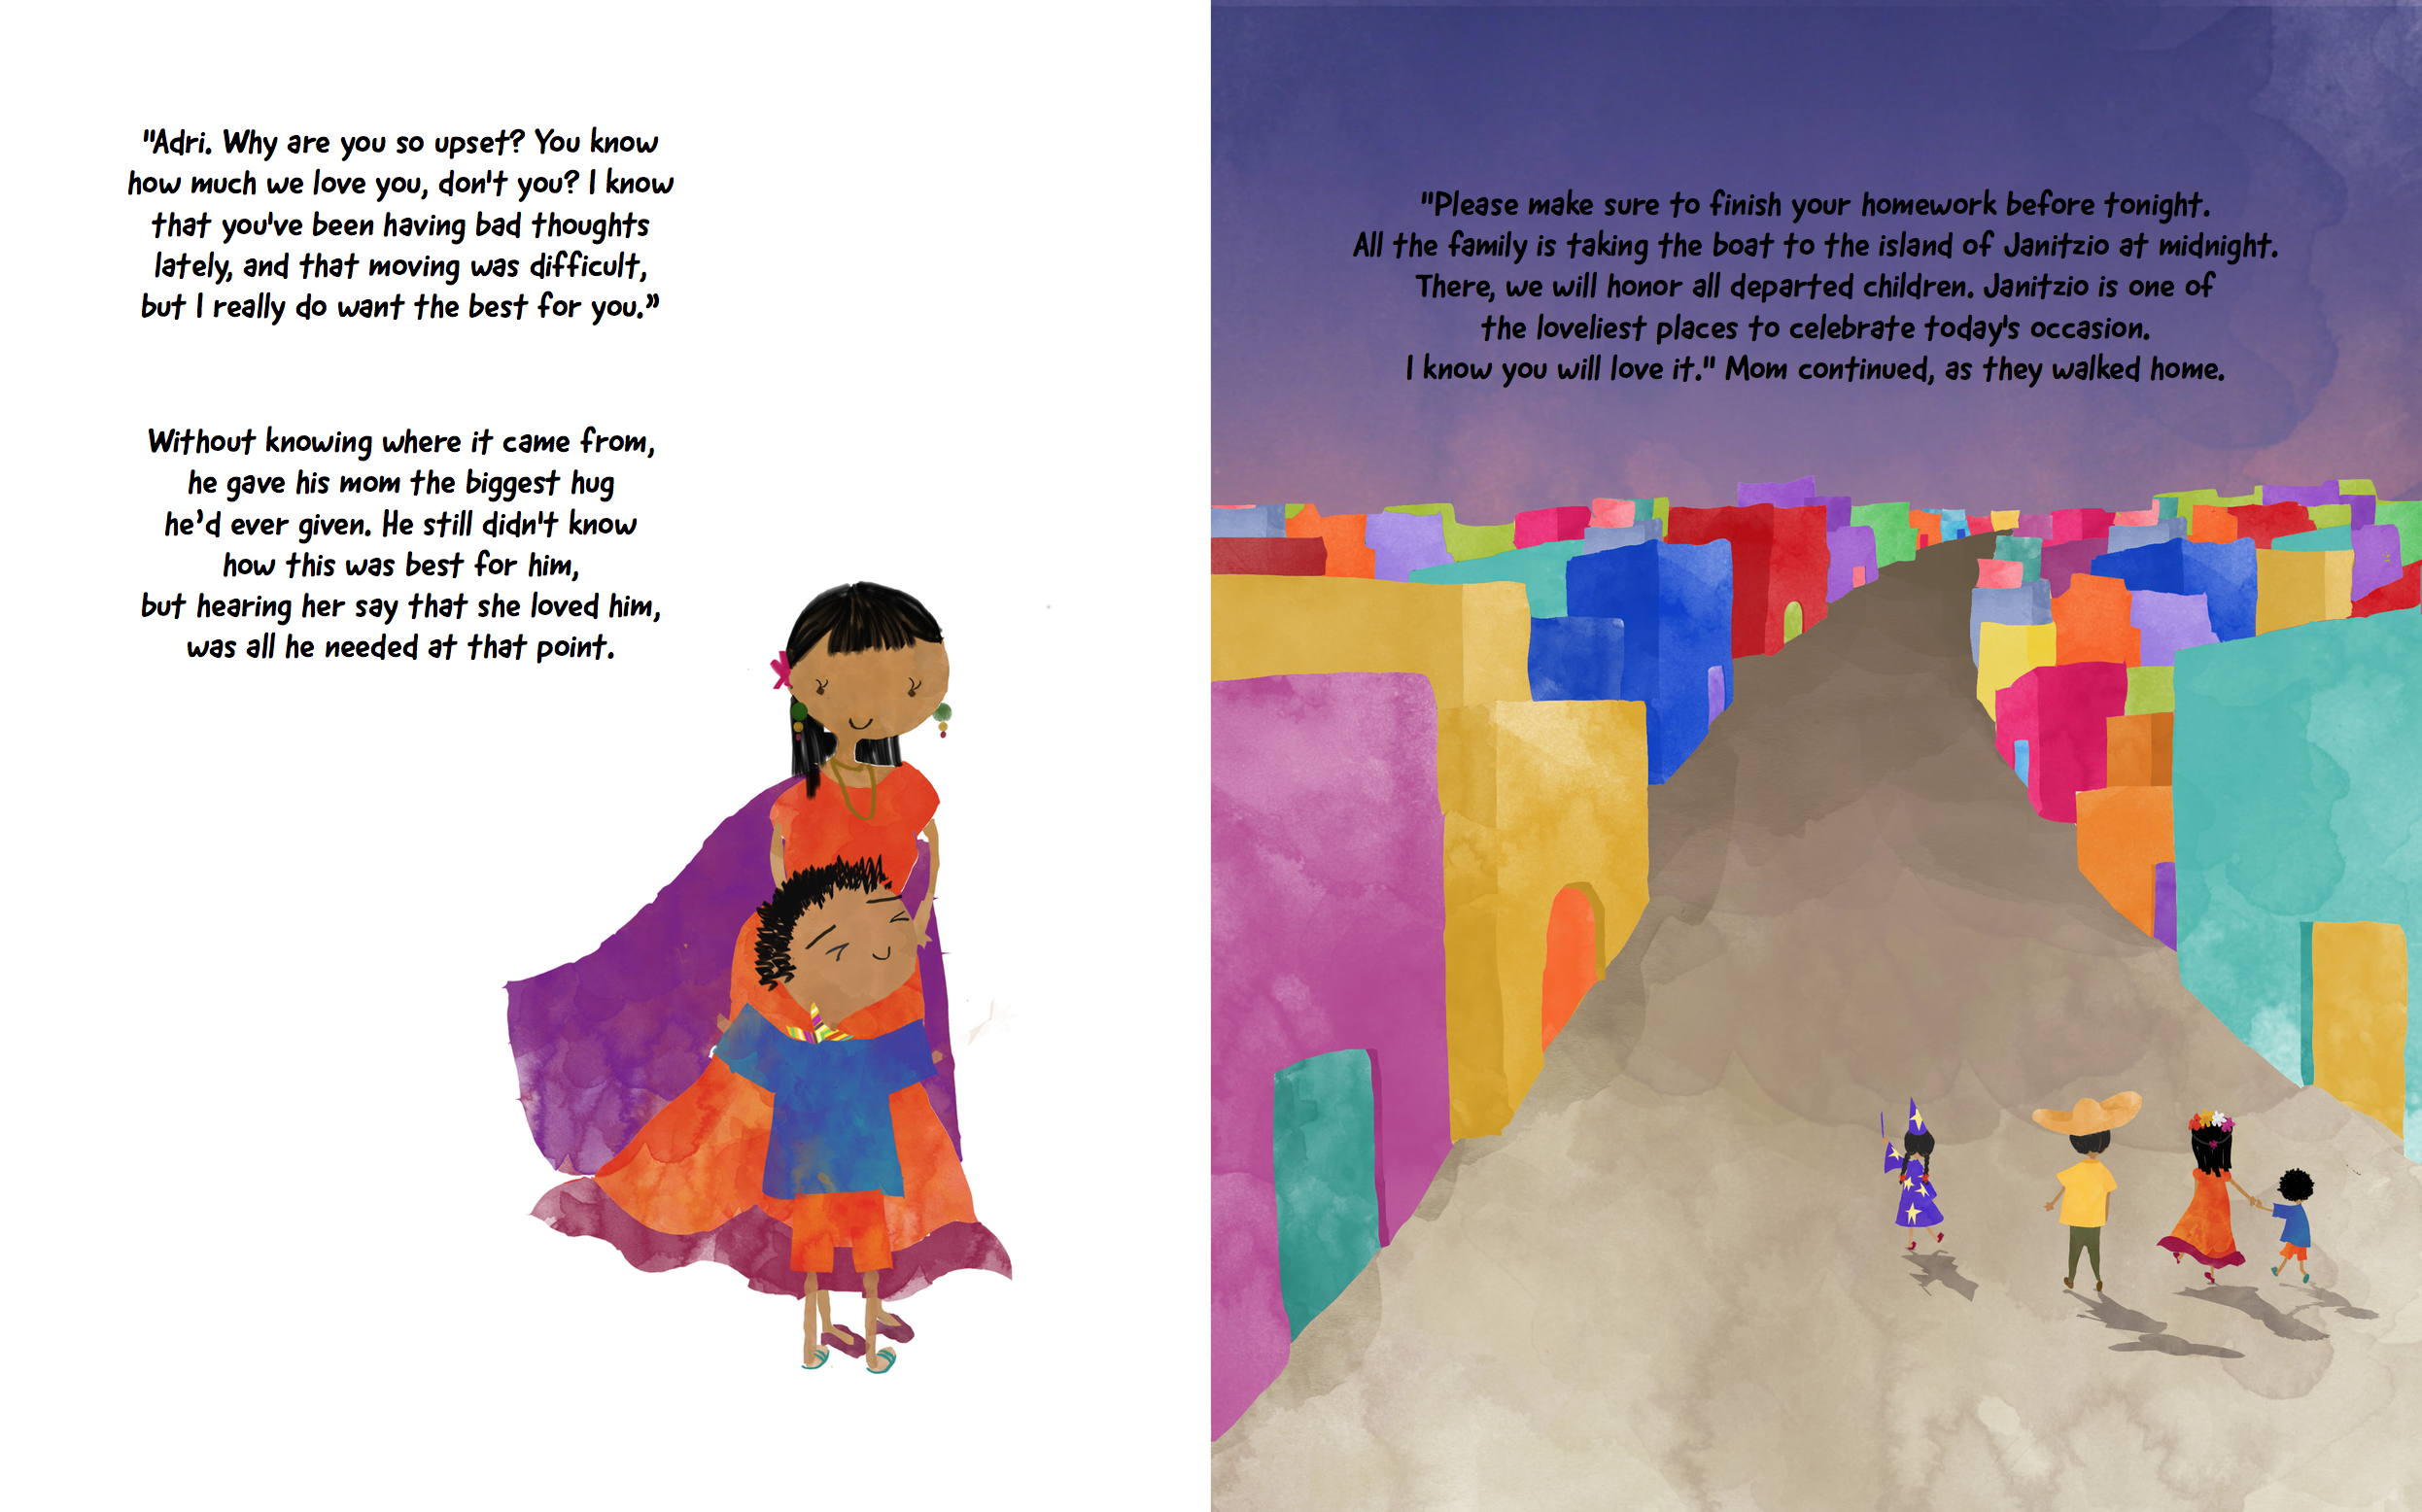 "Adri. Why are you so upset? You know
how much we love you, don't you? I know
that you've been having bad thoughts
lately, and that moving was difficult,
but I really do want the best for you.”
Without knowing where it came from,
he gave his mom the biggest hug
he’d ever given. He still didn't know
how this was best for him,
but hearing her say that she loved him,
was all he needed at that point.
"Please make sure to finish your homework before tonight.
All the family is taking the boat to the island of Janitzio at midnight.
There, we will honor all departed children. Janitzio is one of
the loveliest places to celebrate today's occasion.
I know you will love it." Mom continued, as they walked home.